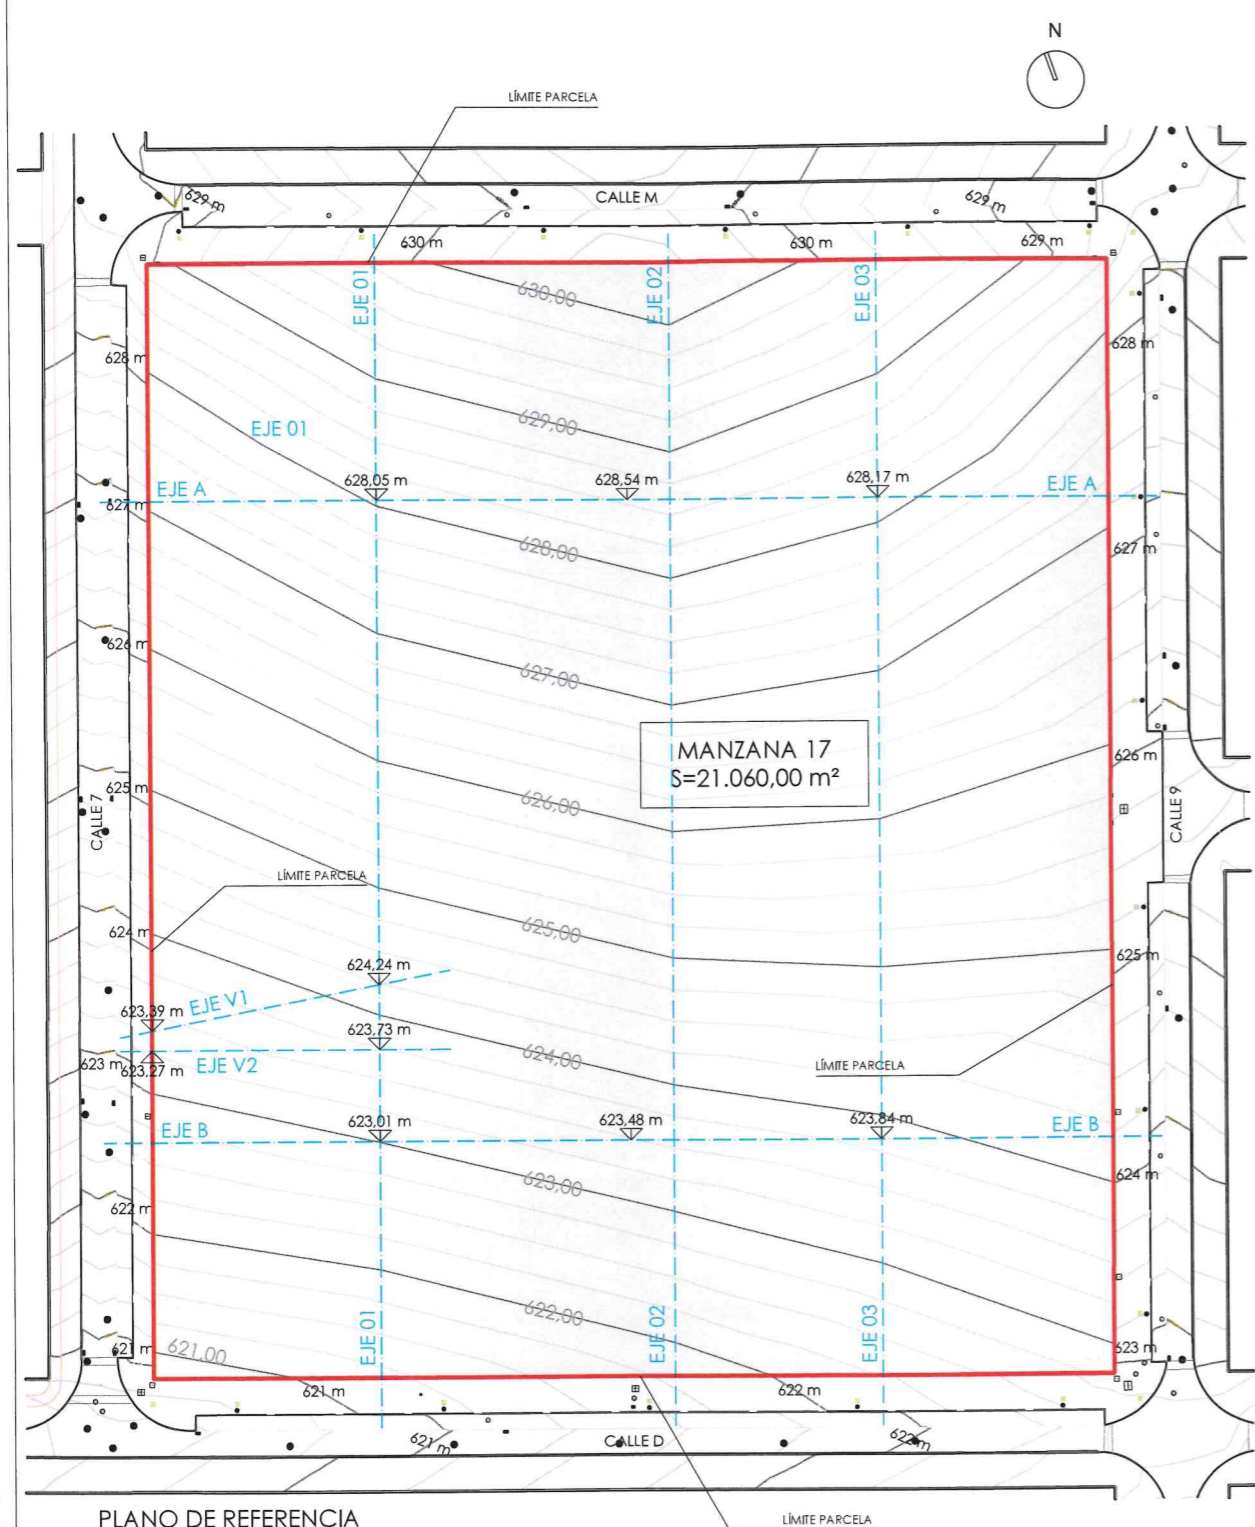 N
LÍMITE PARCELA
CALLE M
629 m
629 m
630 m
630 m
629 m
EJE 01
EJE 02
EJE 03
630,00
628 m
628 m
629,00
EJE 01
EJE A
628,05 m
628,54 m
628,17 m
EJE A
627 m
628,00
627 m
626 m
627,00
MANZANA 17
S=21.060,00 m²
626 m
625 m
626,00
CALLE 7
CALLE 9
LÍMITE PARCELA
624 m
625,00
625 m
624,24 m
EJE V1
623,39 m
623,73 m
624,00
623 m
623,27 m
EJE V2
LÍMITE PARCELA
EJE B
623,01 m
623,48 m
623,84 m
EJE B
623,00
624 m
622 m
EJE 01
622,00
EJE 02
EJE 03
621 m
621,00
623 m
621 m
622 m
621 m
CALLE D
622 m
PLANO DE REFERENCIA
LÍMITE PARCELA